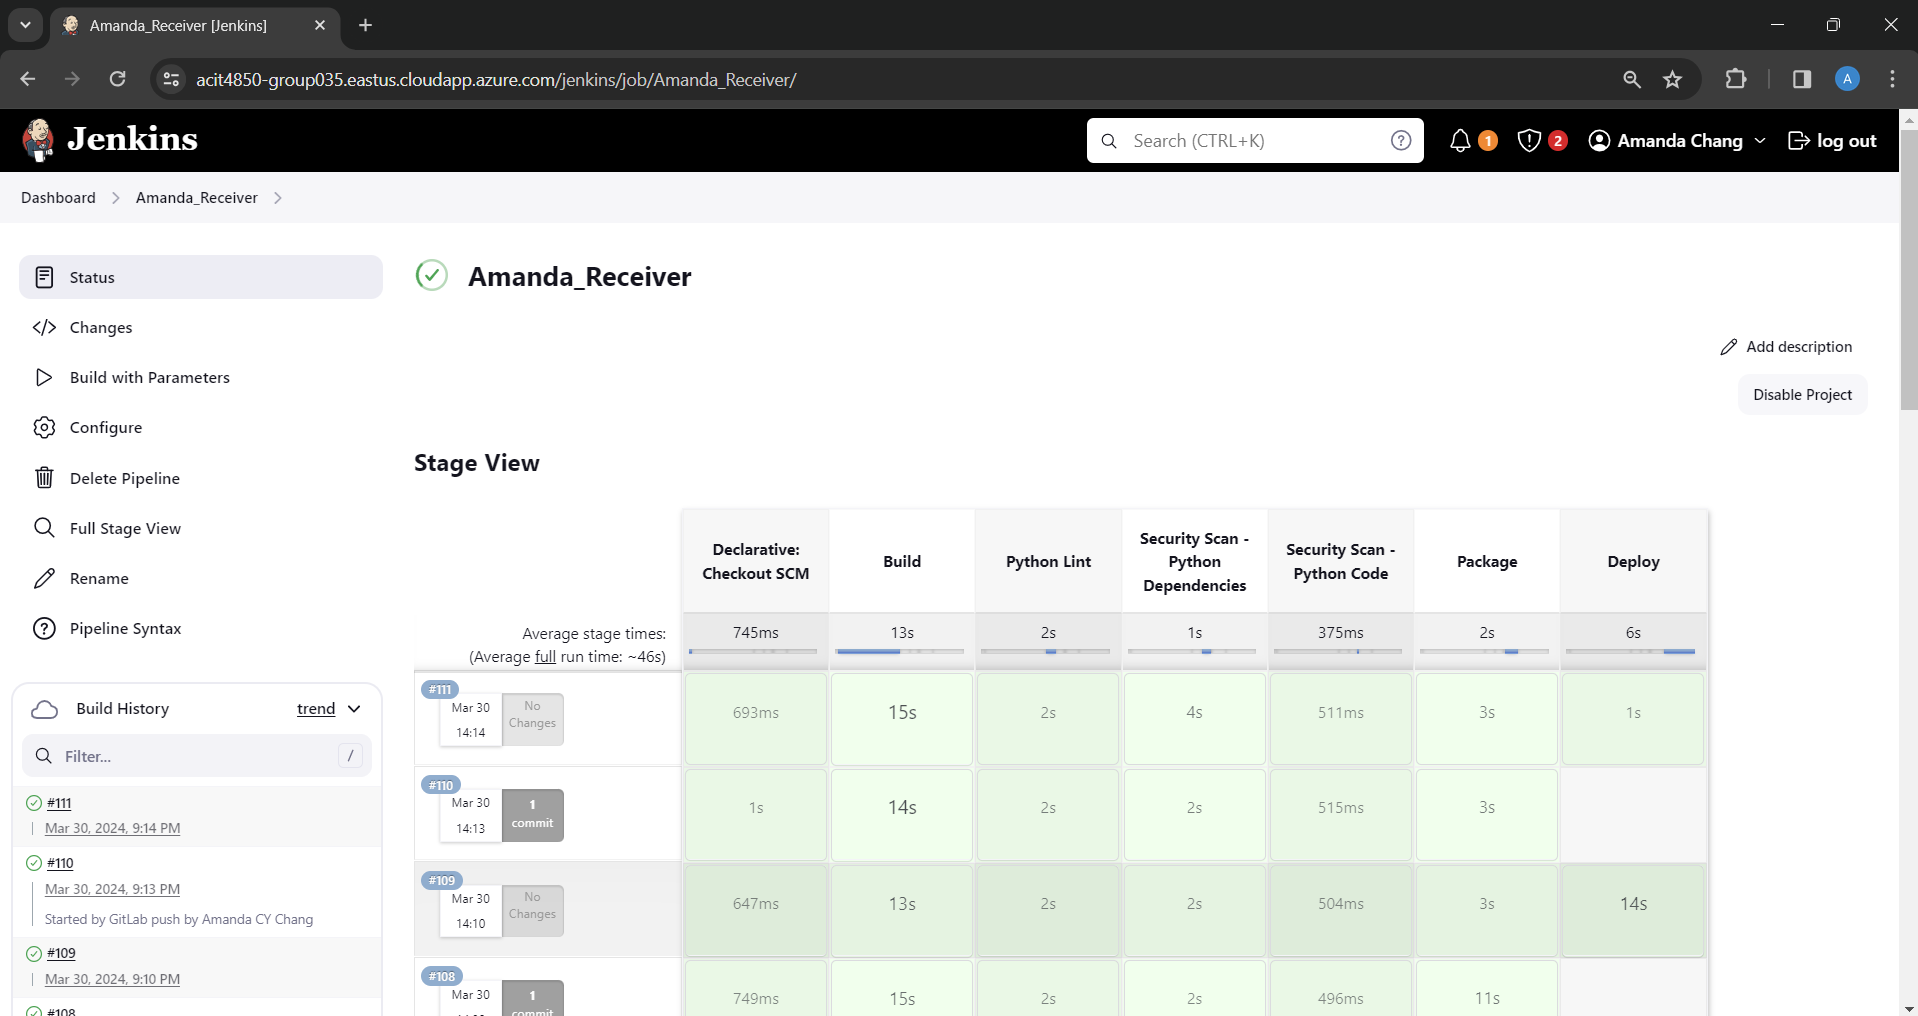 Amanda_Receiver [Jenkins]
acit4850-group035.eastus.cloudapp.azure.com/jenkins/job/Amanda_Receiver/
A
Jenkins
Search (CTRL+K)
?
1
2
Amanda Chang
log out
Dashboard
Amanda_Receiver
Status
Changes
Build with Parameters
Configure
Delete Pipeline
Full Stage View
Rename
Pipeline Syntax
Build History
trend
Filter...
/
#111
Mar 30, 2024, 9:14 PM
#110
Mar 30, 2024, 9:13 PM
Started by GitLab push by Amanda CY Chang
#109
Mar 30, 2024, 9:10 PM
#108
Amanda_Receiver
Add description
Disable Project
Stage View
Declarative: Checkout SCM
Build
Python Lint
Security Scan - Python Dependencies
Security Scan - Python Code
Package
Deploy
Average stage times:
(Average full run time: ~46s)
745ms
13s
2s
1s
375ms
2s
6s
#111
Mar 30
14:14
No Changes
693ms
15s
2s
4s
511ms
3s
1s
#110
Mar 30
14:13
1 commit
1s
14s
2s
2s
515ms
3s
#109
Mar 30
14:10
No Changes
647ms
13s
2s
2s
504ms
3s
14s
#108
Mar 30
1 commit
749ms
15s
2s
2s
496ms
11s